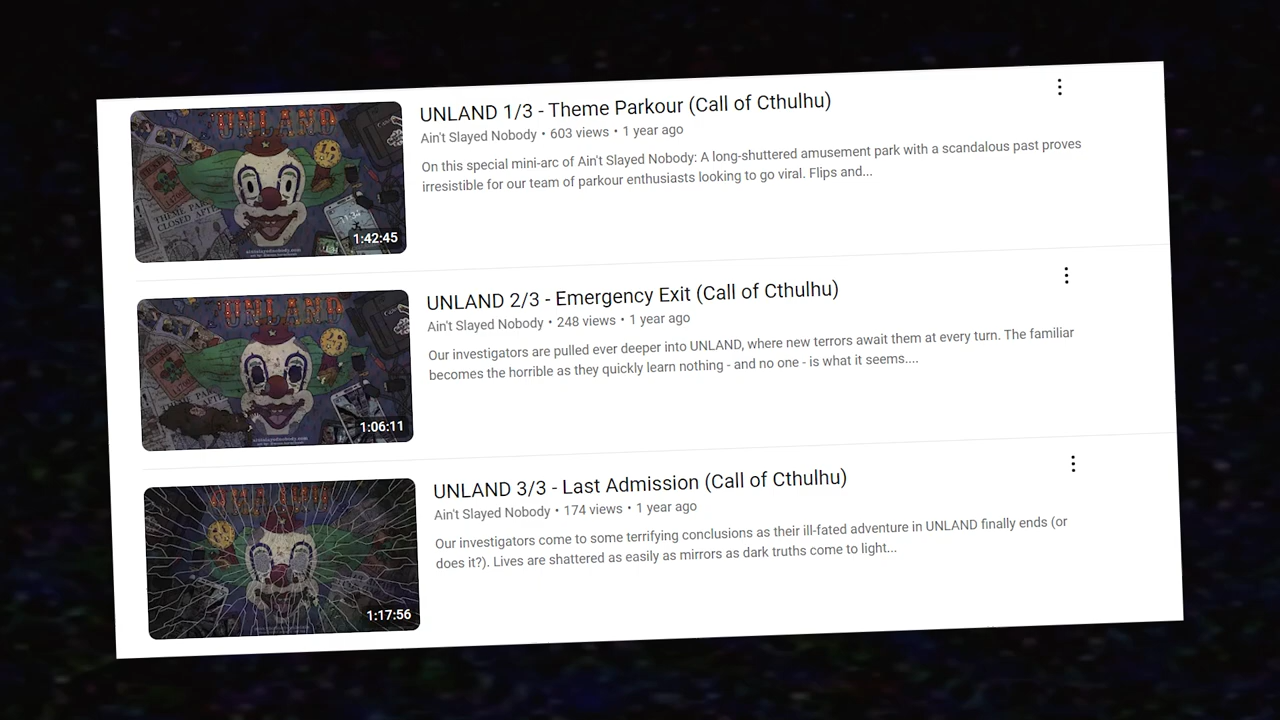 UNLAND
THEME PARK
CLOSED AFTE
1:42:45
UNLAND 1/3 - Theme Parkour (Call of Cthulhu)
Ain't Slayed Nobody • 603 views • 1 year ago
On this special mini-arc of Ain't Slayed Nobody: A long-shuttered amusement park with a scandalous past proves
irresistible for our team of parkour enthusiasts looking to go viral. Flips and...
UNLAND
1:06:11
UNLAND 2/3 - Emergency Exit (Call of Cthulhu)
Ain't Slayed Nobody • 248 views • 1 year ago
Our investigators are pulled ever deeper into UNLAND, where new terrors await them at every turn. The familiar
becomes the horrible as they quickly learn nothing - and no one - is what it seems....
1:17:56
UNLAND 3/3 - Last Admission (Call of Cthulhu)
Ain't Slayed Nobody • 174 views • 1 year ago
Our investigators come to some terrifying conclusions as their ill-fated adventure in UNLAND finally ends (or
does it?). Lives are shattered as easily as mirrors as dark truths come to light...